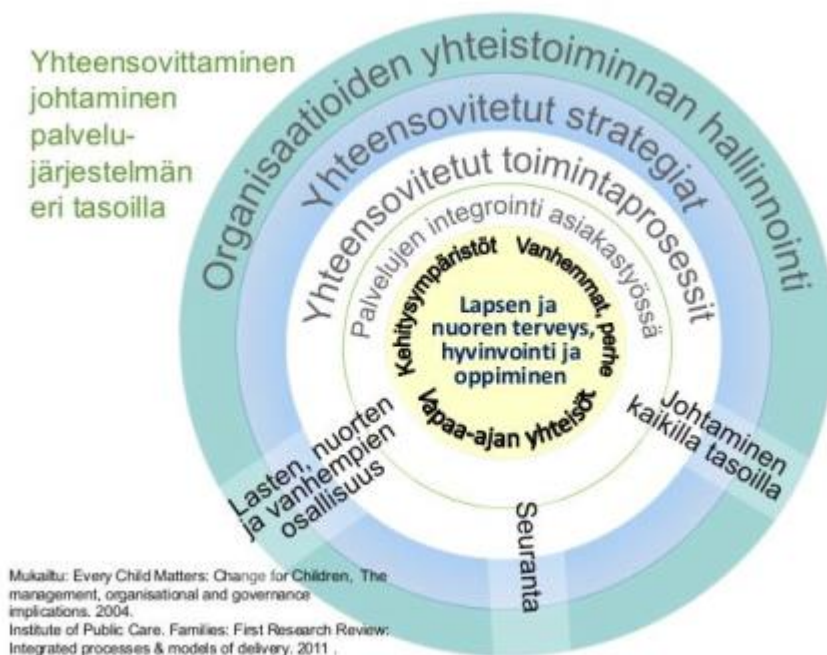 Yhteensovittaminen
johtaminen
palvelu-
järjestelmän
eri tasoilla
Organisaatioiden yhteistoiminnan hallinnointi
Yhteensovitetut strategiat
Yhteensovitetut toimintaprosessit
Palvelujen integrointi asiakastyössä
Kehitysympäristöt
Vanhemmat, perhe
Vapaa-ajan yhteisöt
Lapsen ja
nuoren terveys,
hyvinvointi ja
oppiminen
Lasten, nuorten
ja vanhempien
osallisuus
Seuranta
Johtaminen
kaikilla tasoilla
Mukailtu: Every Child Matters: Change for Children, The
management, organisational and governance
implications. 2004.
Institute of Public Care. Families: First Research Review:
Integrated processes & models of delivery. 2011 .